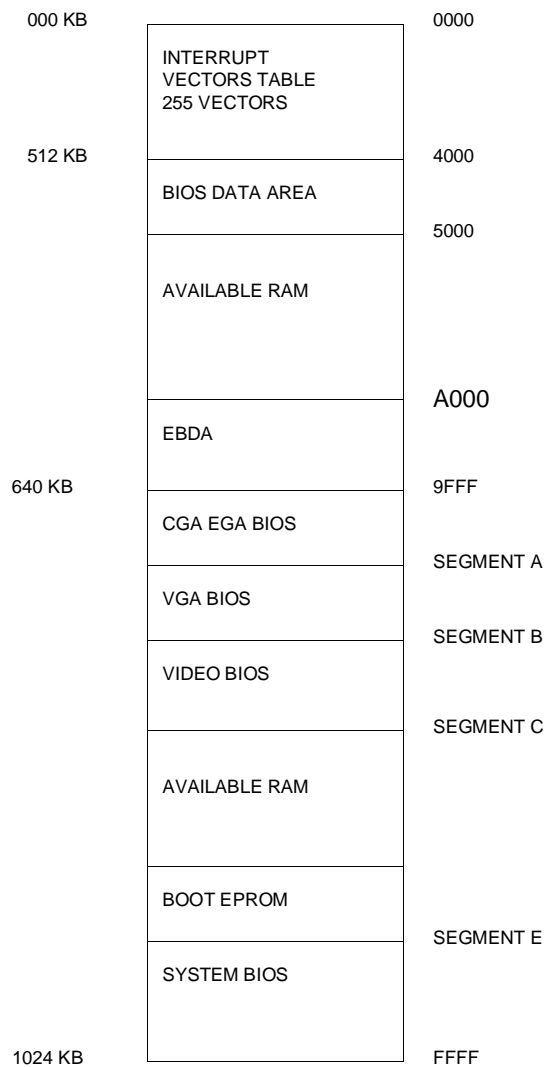 000 KB
0000
INTERRUPT
VECTORS TABLE
255 VECTORS
512 KB
4000
BIOS DATA AREA
5000
AVAILABLE RAM
A000
EBDA
640 KB
9FFF
CGA EGA BIOS
SEGMENT A
VGA BIOS
SEGMENT B
VIDEO BIOS
SEGMENT C
AVAILABLE RAM
BOOT EPROM
SEGMENT E
SYSTEM BIOS
1024 KB
FFFF